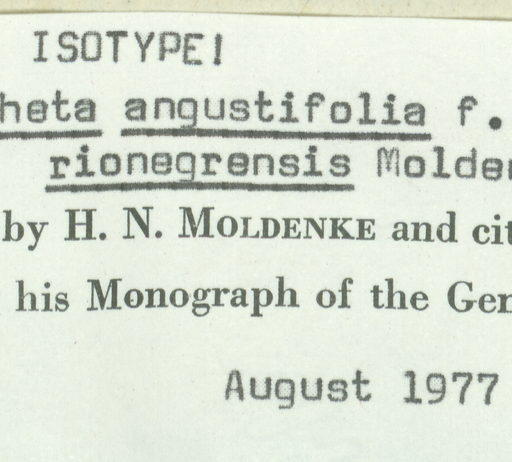 ISOTYPE!
heta angustifolia f.
rionegrensis Molde
by H. N. MOLDENKE and cit
his Monograph of the Gen
August 1977